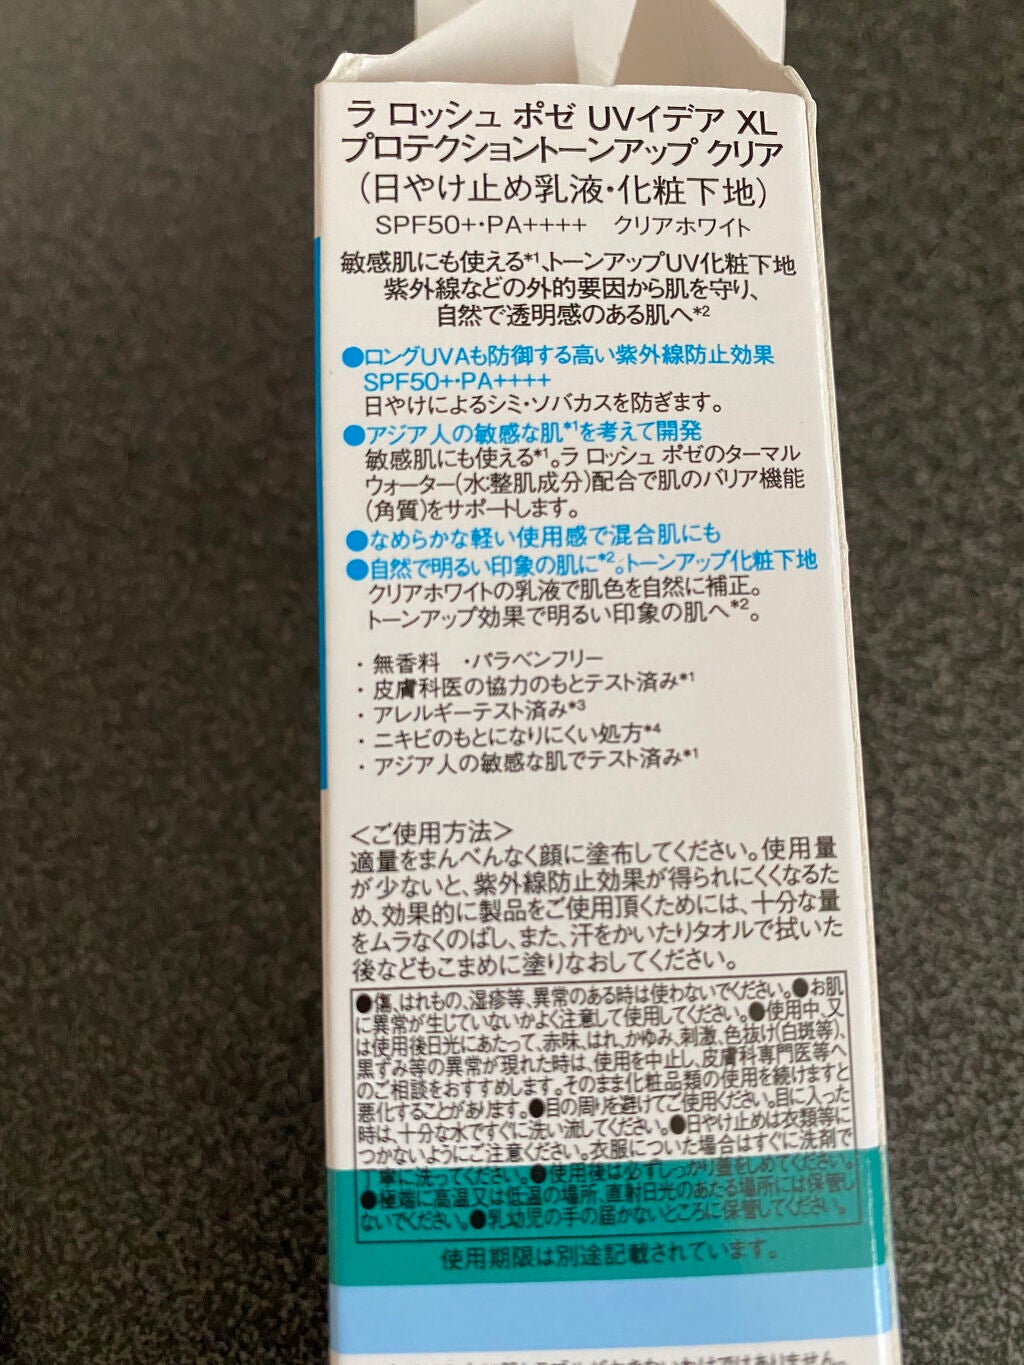 ラ ロッシュ ポゼ UVイデア XL
プロテクショントーンアップ クリア
(日やけ止め乳液・化粧下地)
SPF50+・PA++++ クリアホワイト
敏感肌にも使える*1、トーンアップUV化粧下地
紫外線などの外的要因から肌を守り、
自然で透明感のある肌へ*2
●ロングUVAも防御する高い紫外線防止効果
SPF50+・PA++++
日やけによるシミ・ソバカスを防ぎます。
●アジア人の敏感な肌*1を考えて開発
敏感肌にも使える*1。ラ ロッシュ ポゼのターマル
ウォーター(水:整肌成分)配合で肌のバリア機能
(角質)をサポートします。
●なめらかな軽い使用感で混合肌にも
●自然で明るい印象の肌に*2。トーンアップ化粧下地
クリアホワイトの乳液で肌色を自然に補正。
トーンアップ効果で明るい印象の肌へ*2。
・無香料 ・パラベンフリー
・皮膚科医の協力のもとテスト済み*1
・アレルギーテスト済み*3
・ニキビのもとになりにくい処方*4
・アジア人の敏感な肌でテスト済み*1
＜ご使用方法＞
適量をまんべんなく顔に塗布してください。使用量
が少ないと、紫外線防止効果が得られにくくなるた
め、効果的に製品をご使用頂くためには、十分な量
をムラなくのばし、また、汗をかいたりタオルで拭いた
後などもこまめに塗りなおしてください。
●傷、はれもの、湿疹等、異常のある時は使わないでください。●お肌
に異常が生じていないかよく注意して使用してください。●使用中、又
は使用後日光にあたって、赤味、はれ、かゆみ、刺激、色抜け(白斑等)、
黒ずみ等の異常が現れた時は、使用を中止し、皮膚科専門医等へ
のご相談をおすすめします。そのまま化粧品類の使用を続けますと
悪化することがあります。●目の周りを避けてご使用ください。目に入った
時は、十分な水ですぐに洗い流してください。●日やけ止めは衣類等に
つかないようにご注意ください。衣服についた場合はすぐに洗剤で
丁寧に洗ってください。●使用後は必ずしっかり蓋をしめてください。
●極端に高温又は低温の場所、直射日光のあたる場所には保管し
ないでください。●乳幼児の手の届かないところに保管してください。
使用期限は別途記載されています。